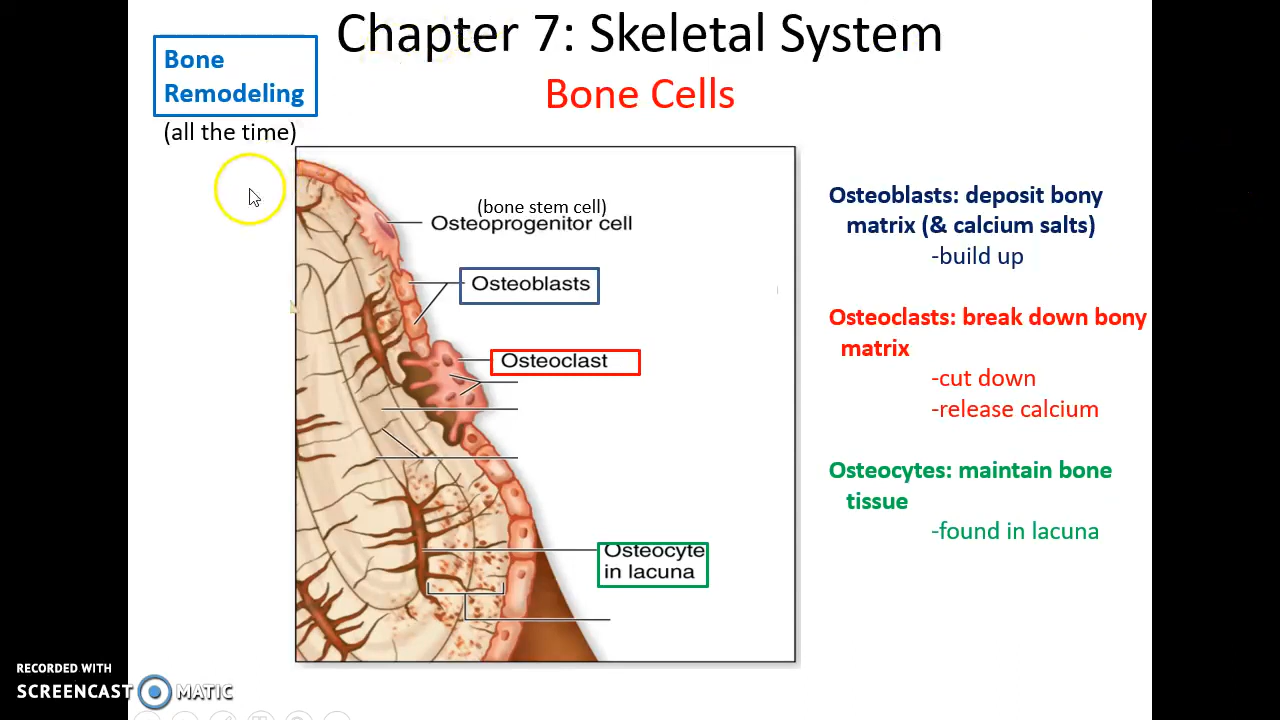 Chapter 7: Skeletal System
Bone Cells
Bone
Remodeling
(all the time)
(bone stem cell)
Osteoprogenitor cell
Osteoblasts
Osteoclast
Osteocyte
in lacuna
Osteoblasts: deposit bony
matrix (& calcium salts)
-build up
Osteoclasts: break down bony
matrix
-cut down
-release calcium
Osteocytes: maintain bone
tissue
-found in lacuna
RECORDED WITH
SCREENCAST MATIC